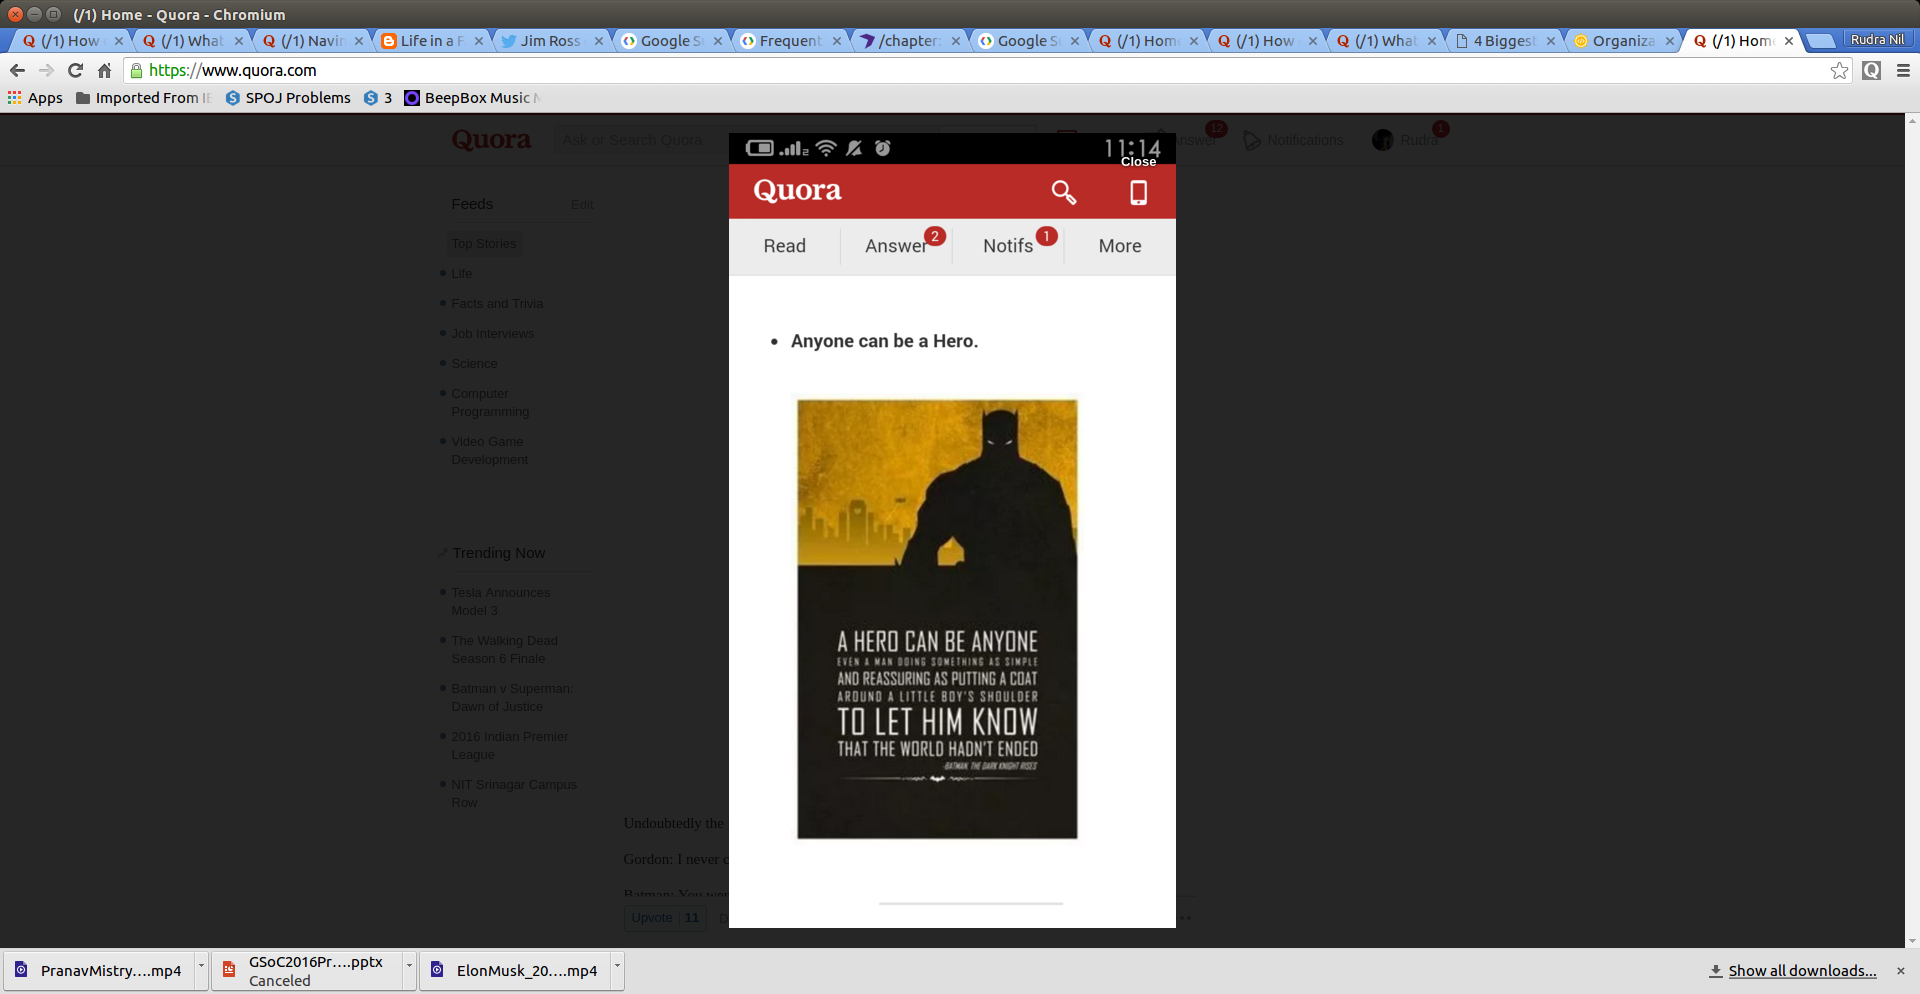 (/1) Home - Quora - Chromium
(/1) How
(/1) What
(/1) Navin
Life in a F
Jim Ross
Google S
Frequent
/chapter
Google S
(/1) Home
(/1) How
(/1) What
4 Biggest
Organiza
(/1) Home
Rudra Nil
https://www.quora.com
Apps
Imported From IE
SPOJ Problems
3
BeepBox Music M
Quora
Ask or Search Quora
Answer
12
Notifications
Rudra
1
Feeds
Edit
Top Stories
Life
Facts and Trivia
Job Interviews
Science
Computer
Programming
Video Game
Development
Trending Now
Tesla Announces
Model 3
The Walking Dead
Season 6 Finale
Batman v Superman:
Dawn of Justice
2016 Indian Premier
League
NIT Srinagar Campus
Row
Undoubtedly the
Gordon: I never c
Batman: You wer
Upvote 11
D
2
11:14
Close
Quora
Read
Answer
2
Notifs
1
More
Anyone can be a Hero.
A HERO CAN BE ANYONE
EVEN A MAN DOING SOMETHING AS SIMPLE
AND REASSURING AS PUTTING A COAT
AROUND A LITTLE BOY'S SHOULDER
TO LET HIM KNOW
THAT THE WORLD HADN'T ENDED
-BATMAN, THE DARK KNIGHT RISES
PranavMistry....mp4
GSoC2016Pr....pptx
Canceled
ElonMusk_20....mp4
Show all downloads...